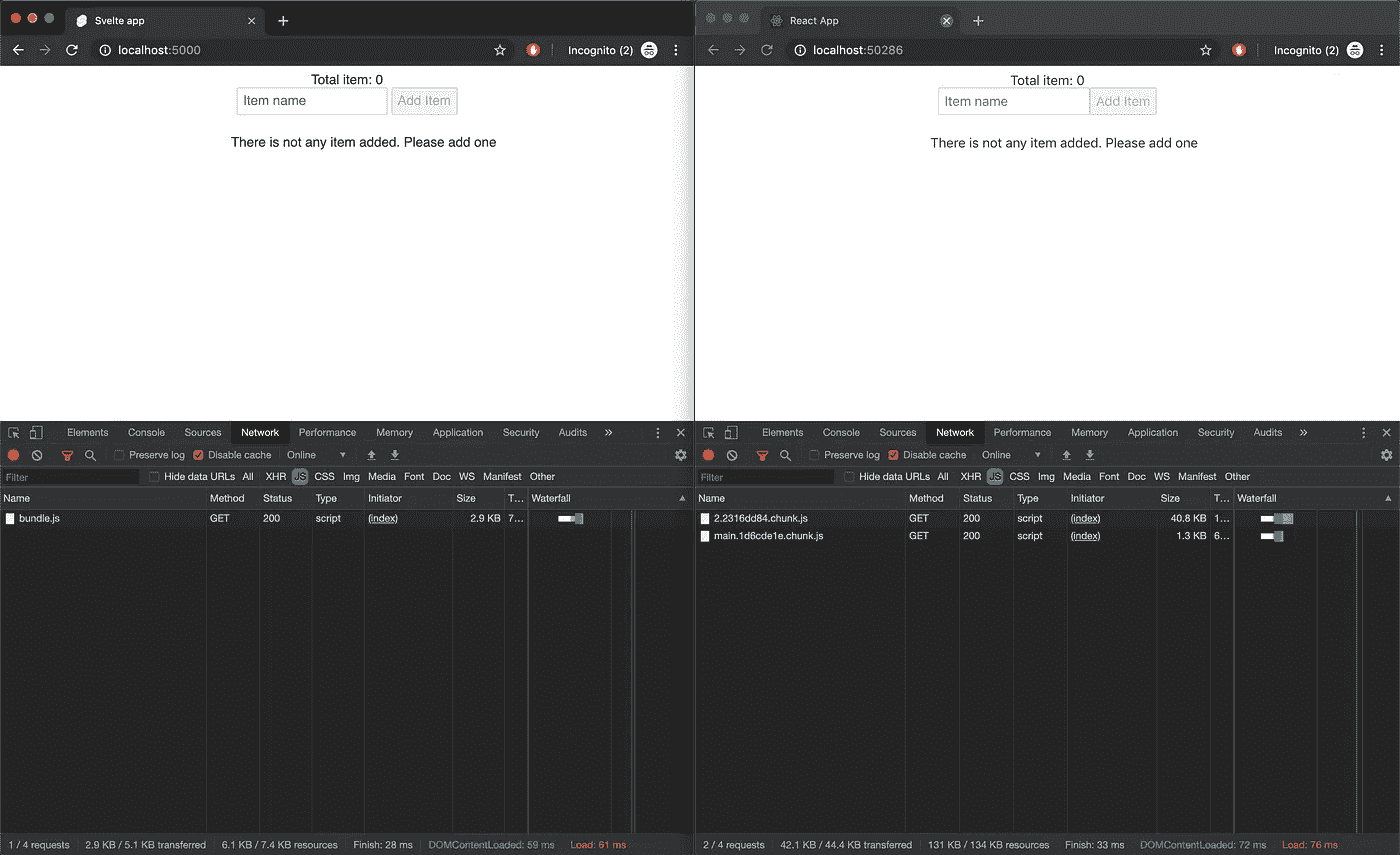 Svelte app
localhost:5000
Incognito (2)
Total item: 0
Item name
Add Item
There is not any item added. Please add one
Elements Console Sources Network Performance Memory Application Security Audits »
Preserve log Disable cache Online
Filter Hide data URLs All XHR JS CSS Img Media Font Doc WS Manifest Other
Name Method Status Type Initiator Size T... Waterfall
bundle.js GET 200 script (index) 2.9 KB 7...
1 / 4 requests 2.9 KB / 5.1 KB transferred 6.1 KB / 7.4 KB resources Finish: 28 ms DOMContentLoaded: 59 ms Load: 61 ms
React App
localhost:50286
Incognito (2)
Total item: 0
Item name
Add Item
There is not any item added. Please add one
Elements Console Sources Network Performance Memory Application Security Audits »
Preserve log Disable cache Online
Filter Hide data URLs All XHR JS CSS Img Media Font Doc WS Manifest Other
Name Method Status Type Initiator Size T... Waterfall
2.2316dd84.chunk.js GET 200 script (index) 40.8 KB 1...
main.1d6cde1e.chunk.js GET 200 script (index) 1.3 KB 6...
2 / 4 requests 42.1 KB / 44.4 KB transferred 131 KB / 134 KB resources Finish: 33 ms DOMContentLoaded: 72 ms Load: 76 ms